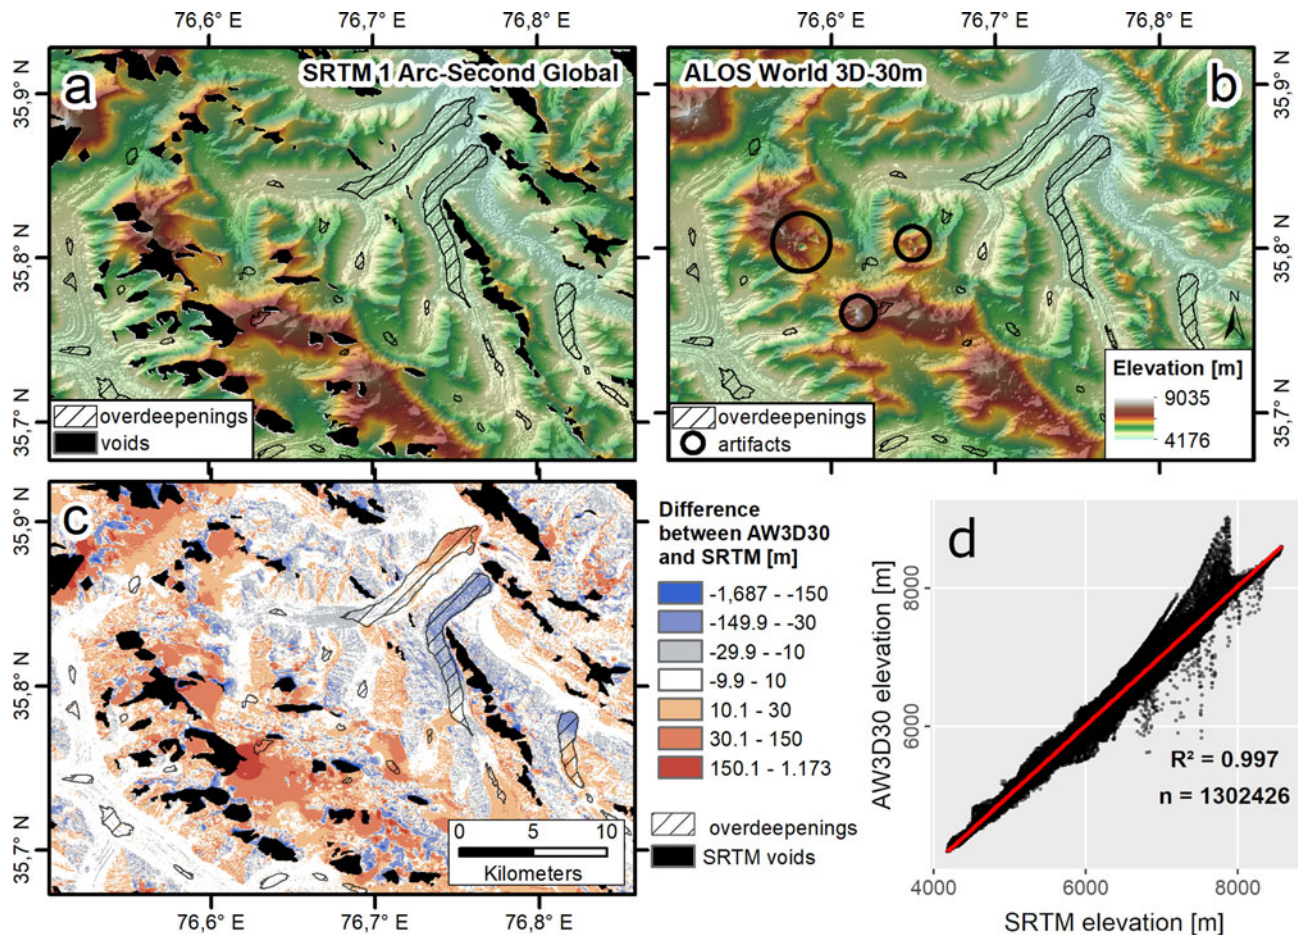 76,6° E 76,7° E 76,8° E
76,6° E 76,7° E 76,8° E
a
SRTM 1 Arc-Second Global
35,9° N
35,8° N
35,7° N
overdeepenings
voids
ALOS World 3D-30m
b
35,9° N
35,8° N
35,7° N
N
Elevation [m]
9035
4176
overdeepenings
artifacts
c
35,9° N
35,8° N
35,7° N
0 5 10
Kilometers
76,6° E 76,7° E 76,8° E
Difference
between AW3D30
and SRTM [m]
-1,687 - -150
-149.9 - -30
-29.9 - -10
-9.9 - 10
10.1 - 30
30.1 - 150
150.1 - 1.173
overdeepenings
SRTM voids
d
AW3D30 elevation [m]
8000
6000
R² = 0.997
n = 1302426
4000 6000 8000
SRTM elevation [m]